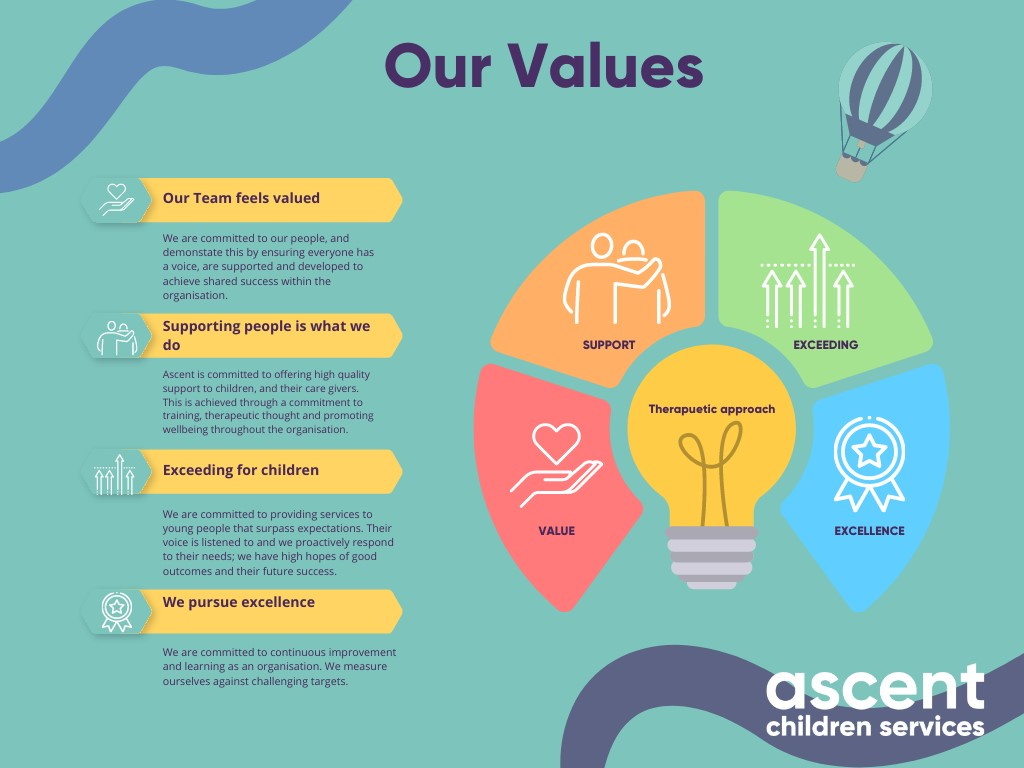 Our Values
Our Team feels valued
We are committed to our people, and
demonstate this by ensuring everyone has
a voice, are supported and developed to
achieve shared success within the
organisation.
Supporting people is what we
do
Ascent is committed to offering high quality
support to children, and their care givers.
This is achieved through a commitment to
training, therapeutic thought and promoting
wellbeing throughout the organisation.
Exceeding for children
We are committed to providing services to
young people that surpass expectations. Their
voice is listened to and we proactively respond
to their needs; we have high hopes of good
outcomes and their future success.
We pursue excellence
We are committed to continuous improvement
and learning as an organisation. We measure
ourselves against challenging targets.
SUPPORT
EXCEEDING
Therapuetic approach
VALUE
EXCELLENCE
ascent
children services